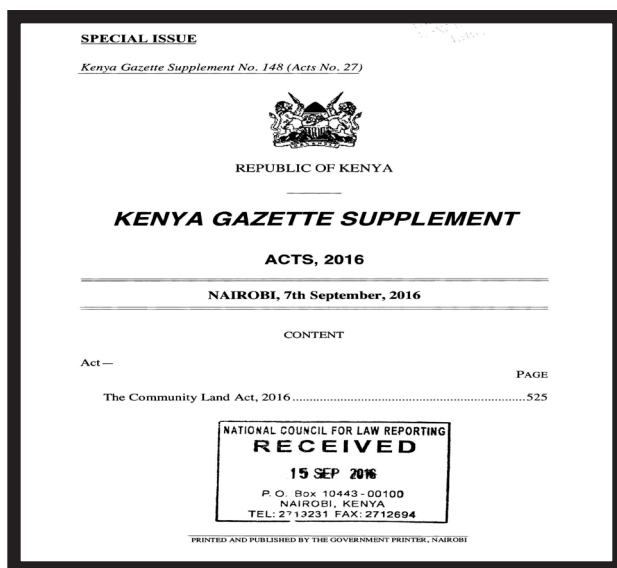 SPECIAL ISSUE
Kenya Gazette Supplement No. 148 (Acts No. 27)
REPUBLIC OF KENYA
KENYA GAZETTE SUPPLEMENT
ACTS, 2016
NAIROBI, 7th September, 2016
CONTENT
Act—
PAGE
The Community Land Act, 2016..........................................................525
NATIONAL COUNCIL FOR LAW REPORTING
RECEIVED
15 SEP 2016
P. O. Box 10443-00100
NAIROBI, KENYA
TEL: 2713231 FAX: 2712694
PRINTED AND PUBLISHED BY THE GOVERNMENT PRINTER, NAIROBI